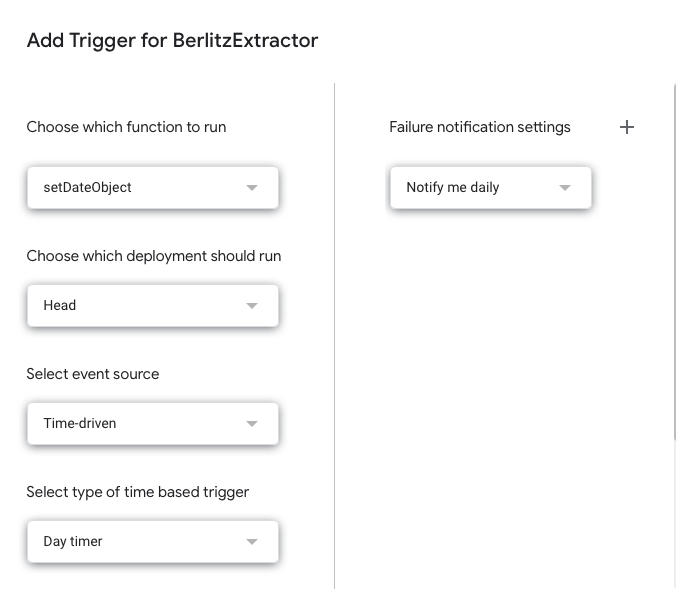 Add Trigger for BerlitzExtractor
Choose which function to run
setDateObject
Choose which deployment should run
Head
Select event source
Time-driven
Select type of time based trigger
Day timer
Failure notification settings
Notify me daily